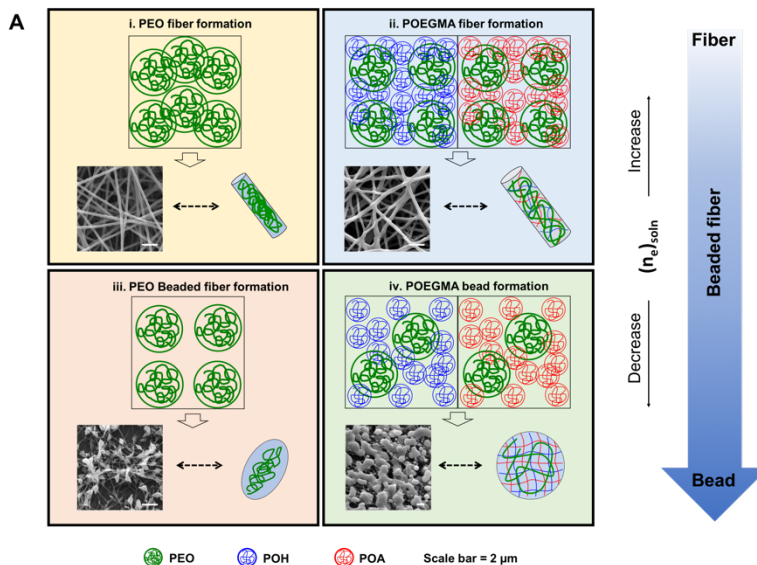 A
i. PEO fiber formation
ii. POEGMA fiber formation
iii. PEO Beaded fiber formation
iv. POEGMA bead formation
Fiber
Increase
(nₑ)ₛₒₗₙ
Beaded fiber
Decrease
Bead
PEO
POH
POA
Scale bar = 2 μm